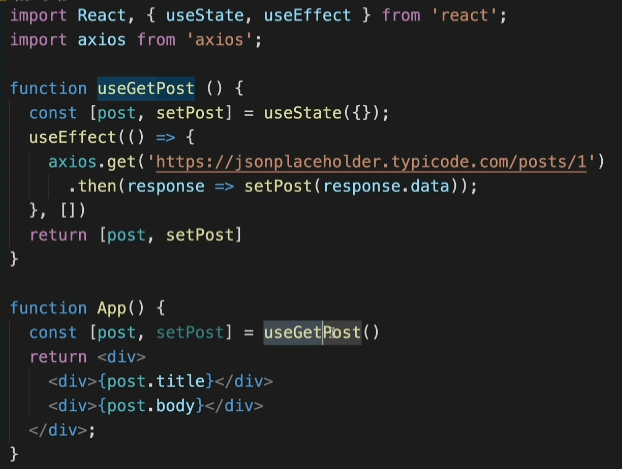 import React, { useState, useEffect } from 'react';
import axios from 'axios';
function useGetPost () {
const [post, setPost] = useState({});
useEffect(() => {
axios.get('https://jsonplaceholder.typicode.com/posts/1')
.then(response => setPost(response.data));
}, [])
return [post, setPost]
}
function App() {
const [post, setPost] = useGetPost()
return <div>
<div>{post.title}</div>
<div>{post.body}</div>
</div>;
}